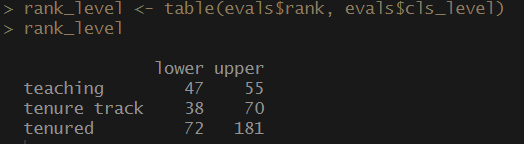 > rank_level <- table(evals$rank, evals$cls_level)
> rank_level
lower upper
teaching 47 55
tenure track 38 70
tenured 72 181